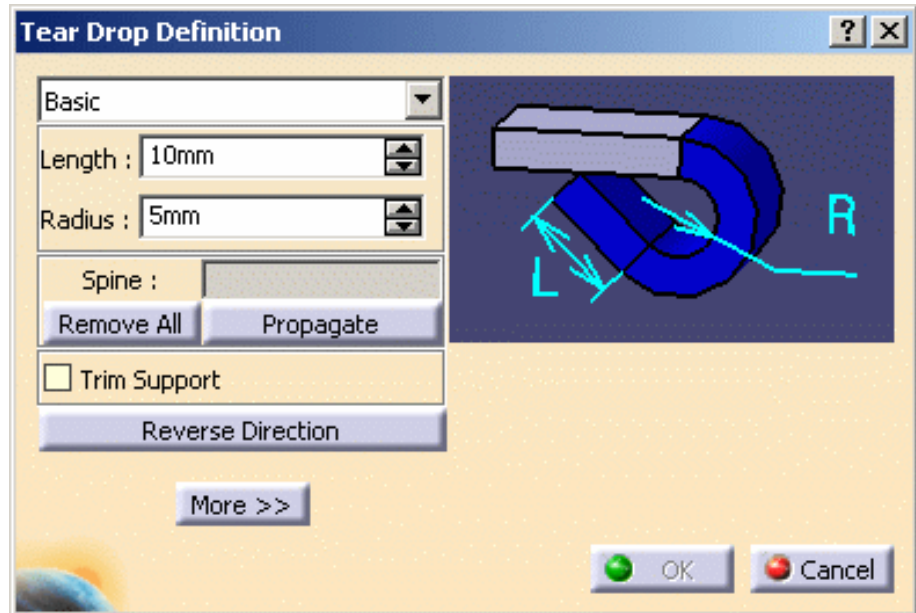 Tear Drop Definition
Basic
Length : 10mm
Radius : 5mm
Spine :
Remove All Propagate
Trim Support
Reverse Direction
More >>
OK Cancel
R
L